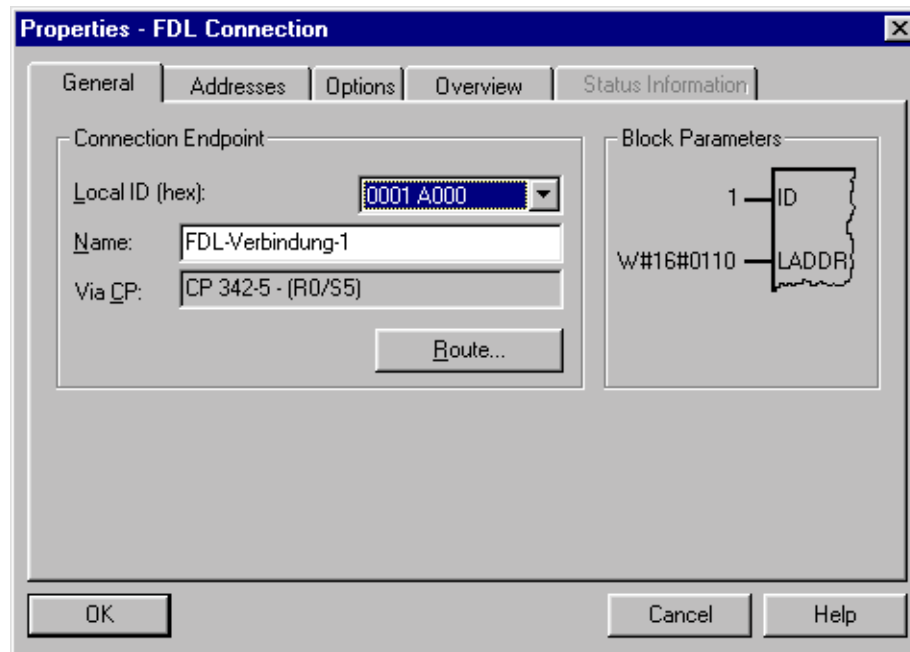 Properties - FDL Connection
General Addresses Options Overview Status Information
Connection Endpoint
Local ID (hex): 0001 A000
Name: FDL-Verbindung-1
Via CP: CP 342-5 - (R0/S5)
Route...
Block Parameters
1 ID
W#16#0110 LADDR
OK Cancel Help